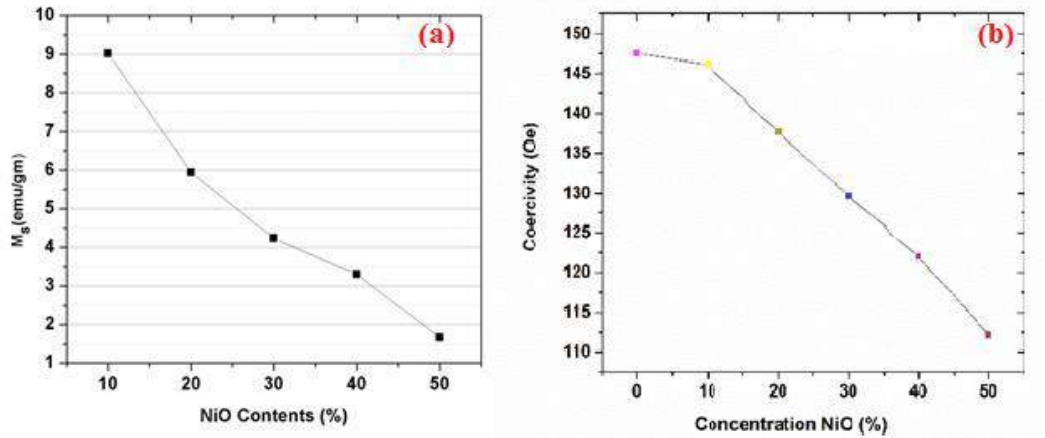 (a)
10
9
8
7
6
5
4
3
2
1
M_s(emu/gm)
10 20 30 40 50
NiO Contents (%)
(b)
150
145
140
135
130
125
120
115
110
Coercivity (Oe)
0 10 20 30 40 50
Concentration NiO (%)